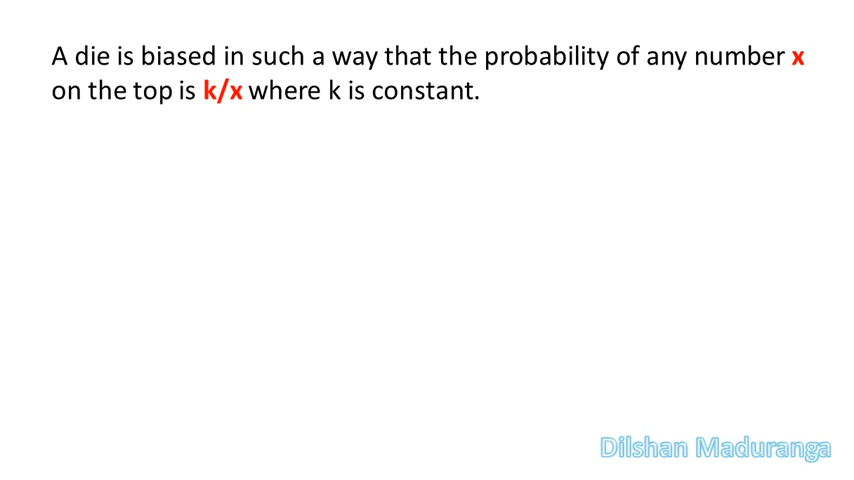 A die is biased in such a way that the probability of any number x
on the top is k/x where k is constant.
Dilshan Maduranga